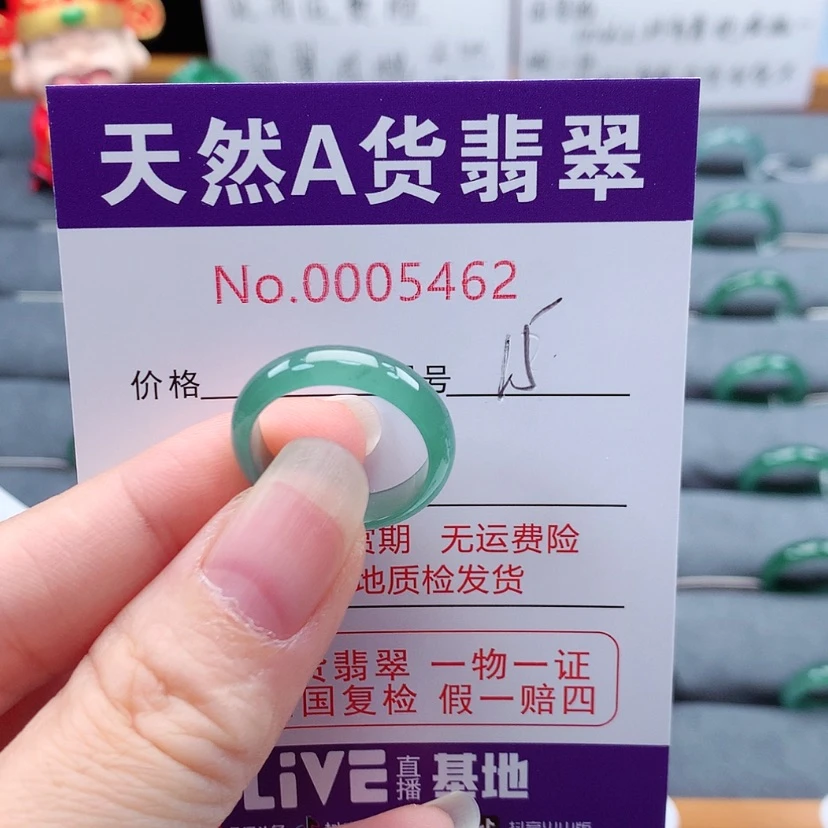 天然A货翡翠
No.0005462
价格 号 15
期 无运费险
地质检发货
货翡翠 一物一证
国复检 假一赔四
LIVE 直播 基地